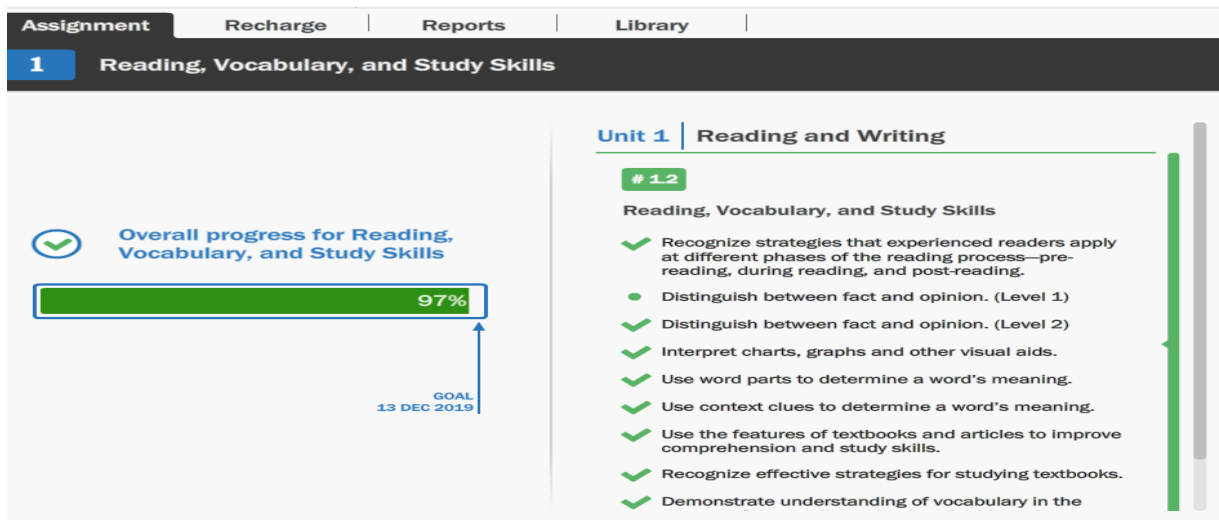 Assignment Recharge Reports Library
1 Reading, Vocabulary, and Study Skills
Overall progress for Reading,
Vocabulary, and Study Skills
97%
GOAL
13 DEC 2019
Unit 1 Reading and Writing
# 1.2
Reading, Vocabulary, and Study Skills
Recognize strategies that experienced readers apply
at different phases of the reading process—pre-
reading, during reading, and post-reading.
Distinguish between fact and opinion. (Level 1)
Distinguish between fact and opinion. (Level 2)
Interpret charts, graphs and other visual aids.
Use word parts to determine a word's meaning.
Use context clues to determine a word's meaning.
Use the features of textbooks and articles to improve
comprehension and study skills.
Recognize effective strategies for studying textbooks.
Demonstrate understanding of vocabulary in the